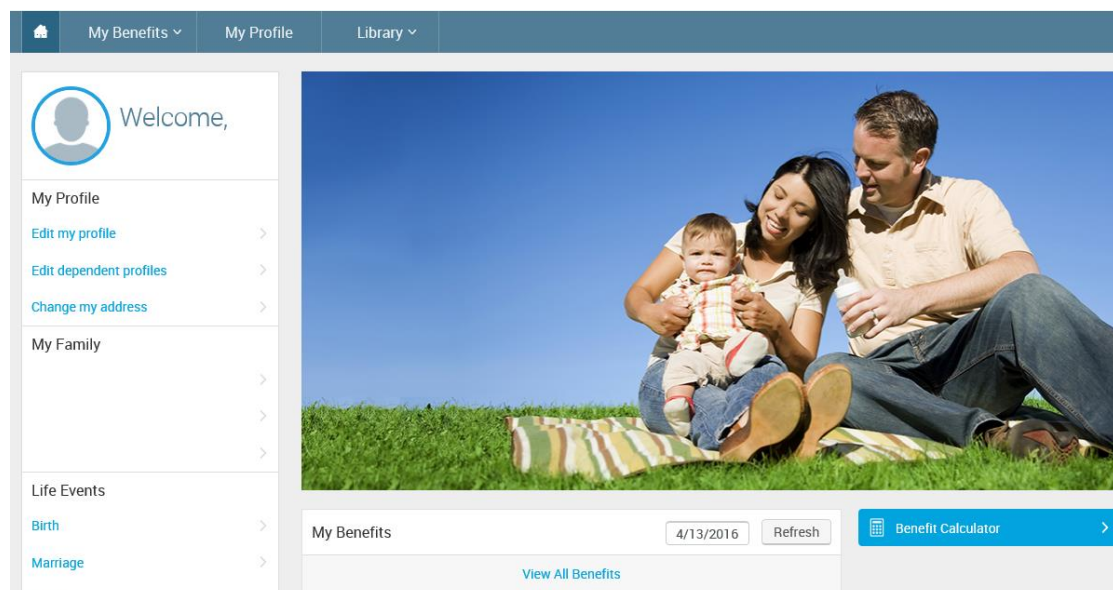 My Benefits
My Profile
Library
Welcome,
My Profile
Edit my profile
Edit dependent profiles
Change my address
My Family
Life Events
Birth
Marriage
My Benefits
4/13/2016
Refresh
View All Benefits
Benefit Calculator